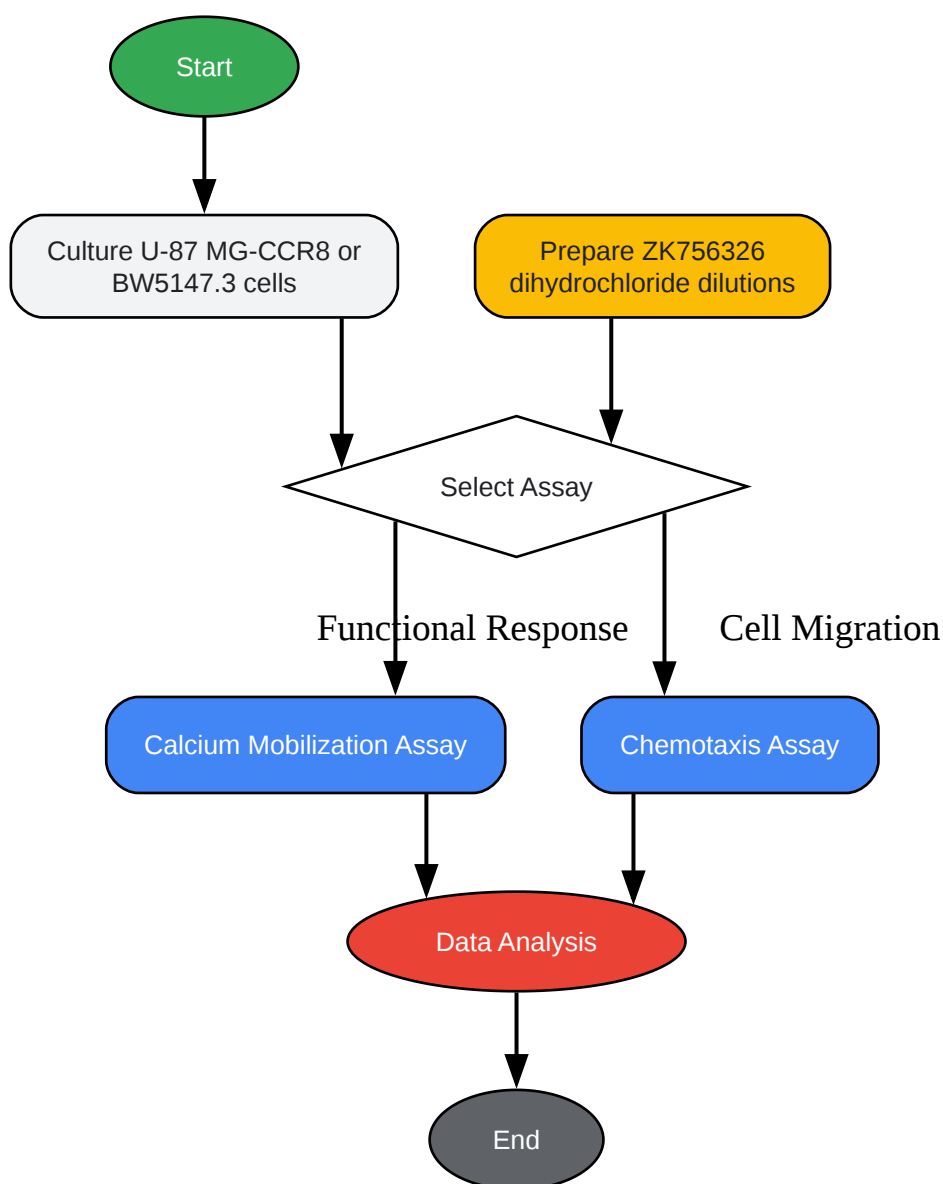 Start
Culture U-87 MG-CCR8 or
BW5147.3 cells
Prepare ZK756326
dihydrochloride dilutions
Select Assay
Functional Response
Cell Migration
Calcium Mobilization Assay
Chemotaxis Assay
Data Analysis
End